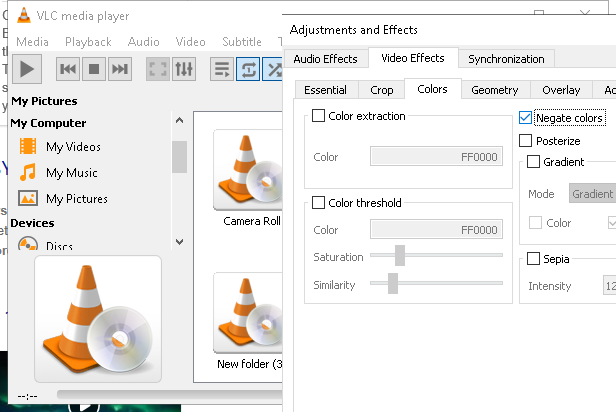 VLC media player
Media Playback Audio Video Subtitle T
My Pictures
My Computer
My Videos
My Music
My Pictures
Devices
Discs
Camera Roll
New folder (3
--:--
Adjustments and Effects
Audio Effects Video Effects Synchronization
Essential Crop Colors Geometry Overlay
Color extraction
Color FF0000
Color threshold
Color FF0000
Saturation
Similarity
Negate colors
Posterize
Gradient
Mode Gradient
Color
Sepia
Intensity 12